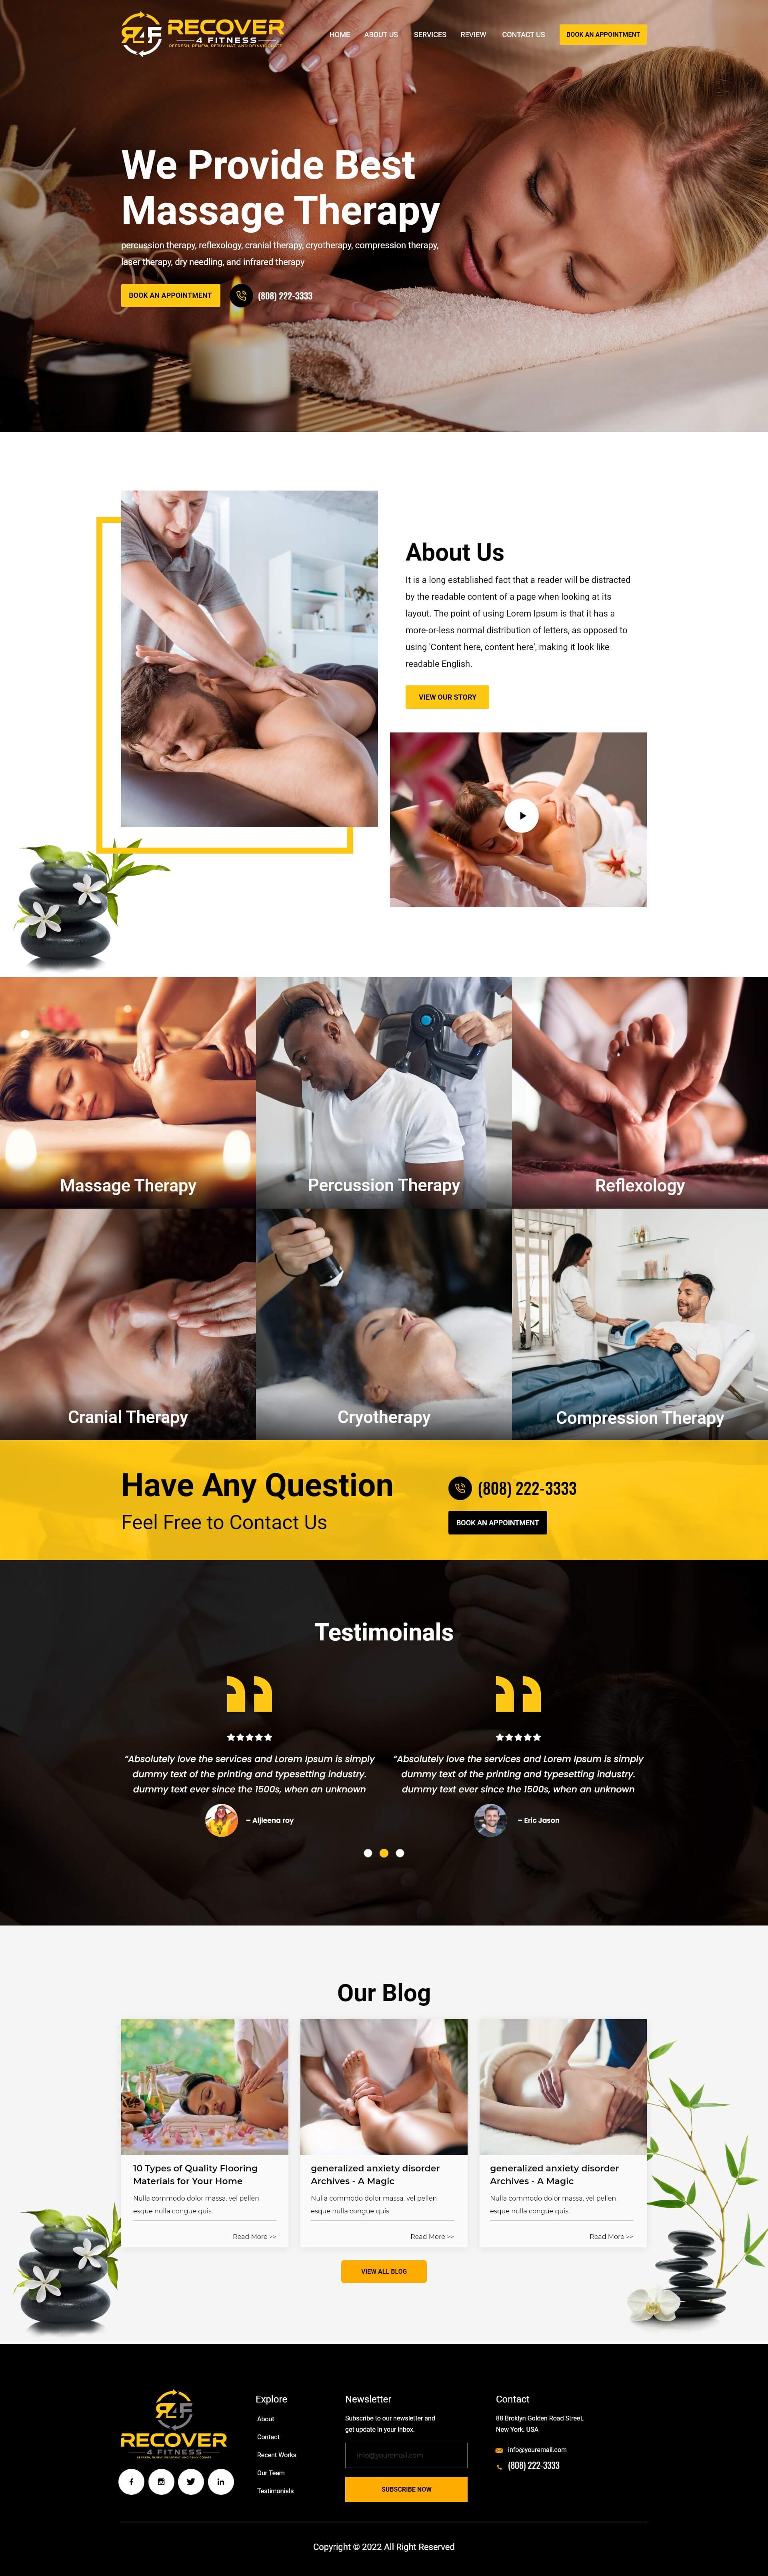 R4F RECOVER
4 FITNESS
REFRESH, RENEW, REJUVINAT, AND REINVIGORATE
HOME ABOUT US SERVICES REVIEW CONTACT US BOOK AN APPOINTMENT
We Provide Best
Massage Therapy
percussion therapy, reflexology, cranial therapy, cryotherapy, compression therapy,
laser therapy, dry needling, and infrared therapy
BOOK AN APPOINTMENT (808) 222-3333
About Us
It is a long established fact that a reader will be distracted
by the readable content of a page when looking at its
layout. The point of using Lorem Ipsum is that it has a
more-or-less normal distribution of letters, as opposed to
using 'Content here, content here', making it look like
readable English.
VIEW OUR STORY
Massage Therapy Percussion Therapy Reflexology
Cranial Therapy Cryotherapy Compression Therapy
Have Any Question
Feel Free to Contact Us
(808) 222-3333
BOOK AN APPOINTMENT
Testimoinals
“Absolutely love the services and Lorem Ipsum is simply
dummy text of the printing and typesetting industry.
dummy text ever since the 1500s, when an unknown
– Aljieena roy
“Absolutely love the services and Lorem Ipsum is simply
dummy text of the printing and typesetting industry.
dummy text ever since the 1500s, when an unknown
– Eric Jason
Our Blog
10 Types of Quality Flooring
Materials for Your Home
Nulla commodo dolor massa, vel pellen
esque nulla congue quis.
Read More >>
generalized anxiety disorder
Archives - A Magic
Nulla commodo dolor massa, vel pellen
esque nulla congue quis.
Read More >>
generalized anxiety disorder
Archives - A Magic
Nulla commodo dolor massa, vel pellen
esque nulla congue quis.
Read More >>
VIEW ALL BLOG
R4F
RECOVER
4 FITNESS
Explore
About
Contact
Recent Works
Our Team
Testimonials
Newsletter
Subscribe to our newsletter and
get update in your inbox.
info@youremail.com
SUBSCRIBE NOW
Contact
88 Broklyn Golden Road Street,
New York. USA
info@youremail.com
(808) 222-3333
Copyright © 2022 All Right Reserved